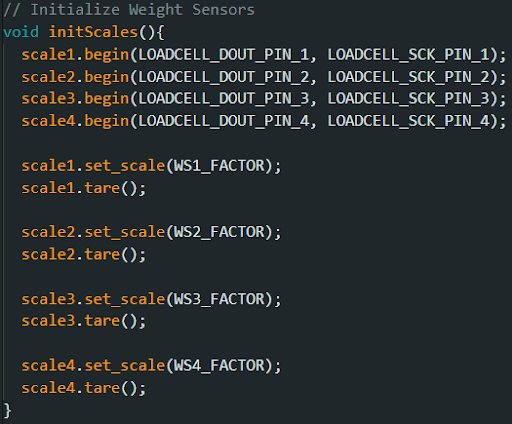 // Initialize Weight Sensors
void initScales(){
  scale1.begin(LOADCELL_DOUT_PIN_1, LOADCELL_SCK_PIN_1);
  scale2.begin(LOADCELL_DOUT_PIN_2, LOADCELL_SCK_PIN_2);
  scale3.begin(LOADCELL_DOUT_PIN_3, LOADCELL_SCK_PIN_3);
  scale4.begin(LOADCELL_DOUT_PIN_4, LOADCELL_SCK_PIN_4);

  scale1.set_scale(WS1_FACTOR);
  scale1.tare();

  scale2.set_scale(WS2_FACTOR);
  scale2.tare();

  scale3.set_scale(WS3_FACTOR);
  scale3.tare();

  scale4.set_scale(WS4_FACTOR);
  scale4.tare();
}